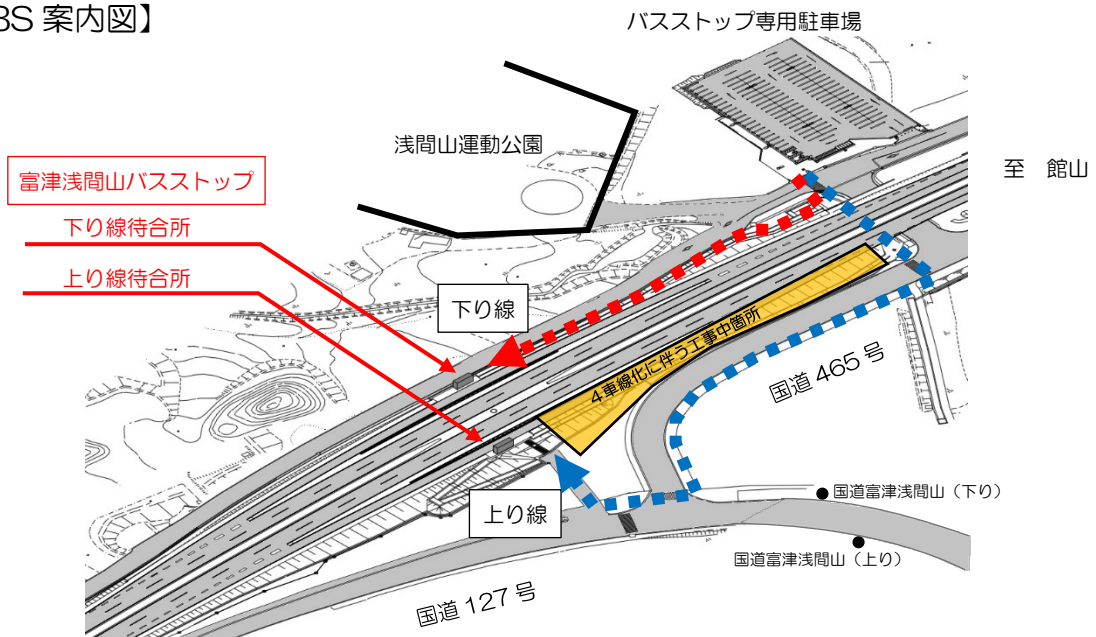 BS 案内図】
バスストップ専用駐車場
浅間山運動公園
至 館山
富津浅間山バスストップ
下り線待合所
上り線待合所
下り線
4車線化に伴う工事中箇所
国道 465 号
上り線
国道富津浅間山（下り）
国道富津浅間山（上り）
国道 127 号